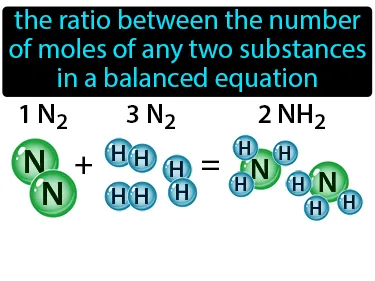 the ratio between the number
of moles of any two substances
in a balanced equation
1 N₂ 3 N₂ 2 NH₂
N N + H H H H H H = H H H N H H H N